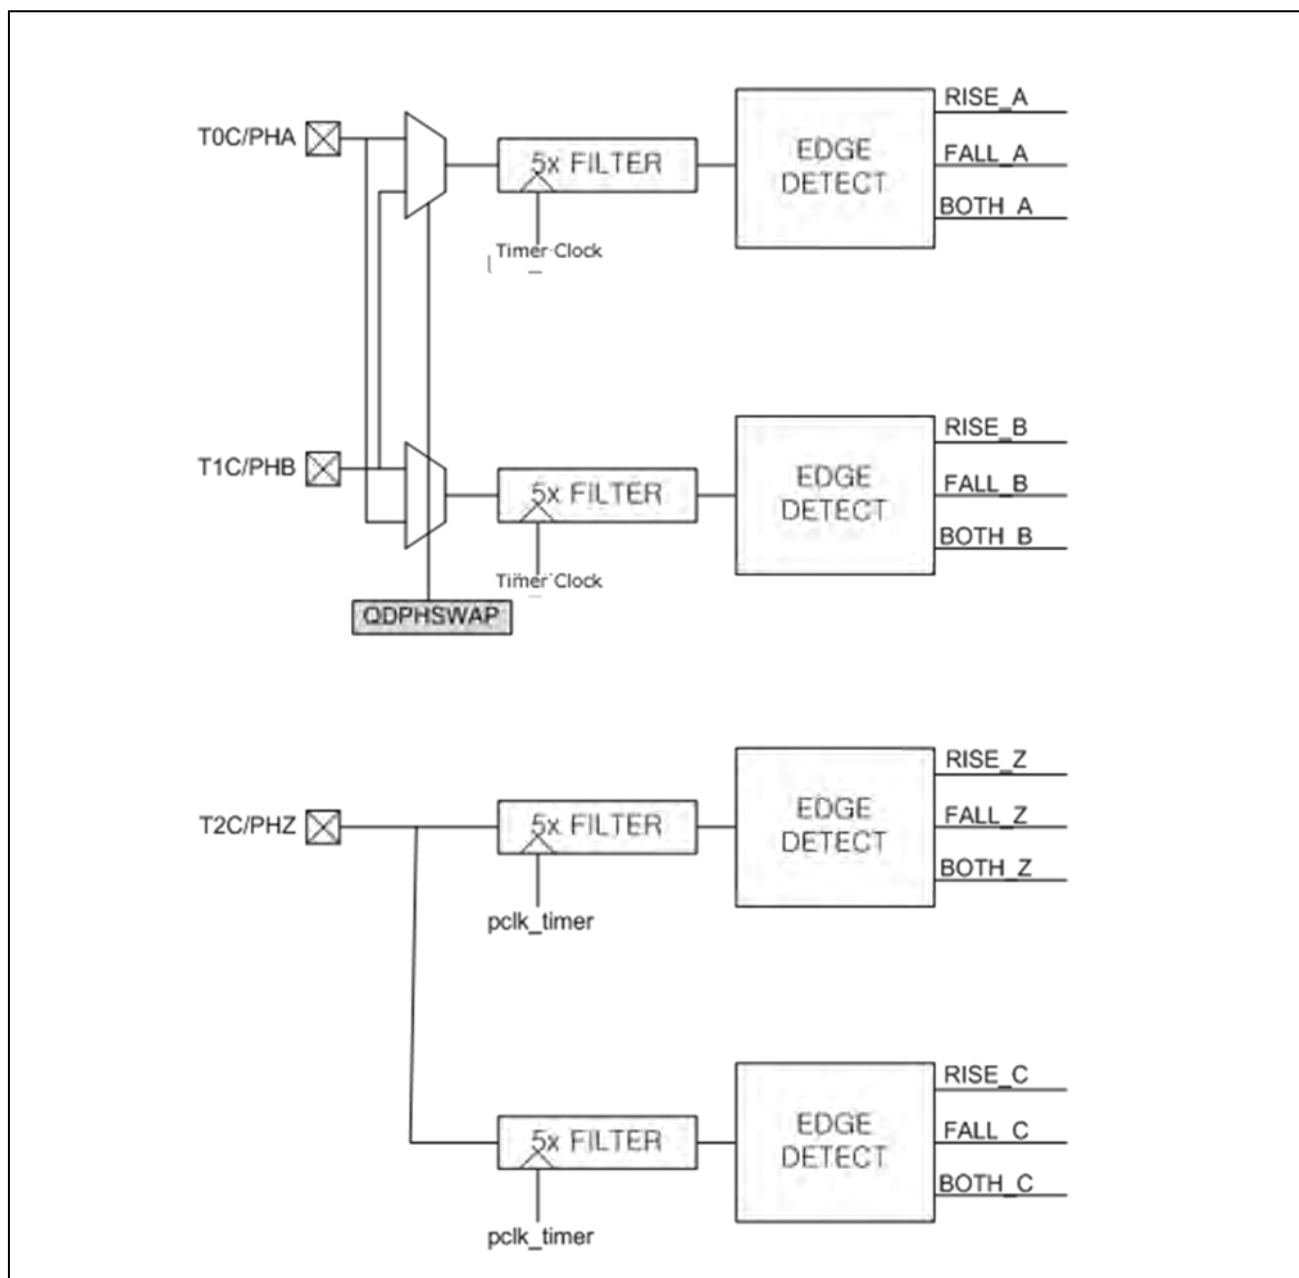 T0C/PHA
5x FILTER
Timer Clock
EDGE
DETECT
RISE_A
FALL_A
BOTH_A
T1C/PHB
5x FILTER
Timer Clock
EDGE
DETECT
RISE_B
FALL_B
BOTH_B
QDPHSWAP
T2C/PHZ
5x FILTER
pclk_timer
EDGE
DETECT
RISE_Z
FALL_Z
BOTH_Z
5x FILTER
pclk_timer
EDGE
DETECT
RISE_C
FALL_C
BOTH_C